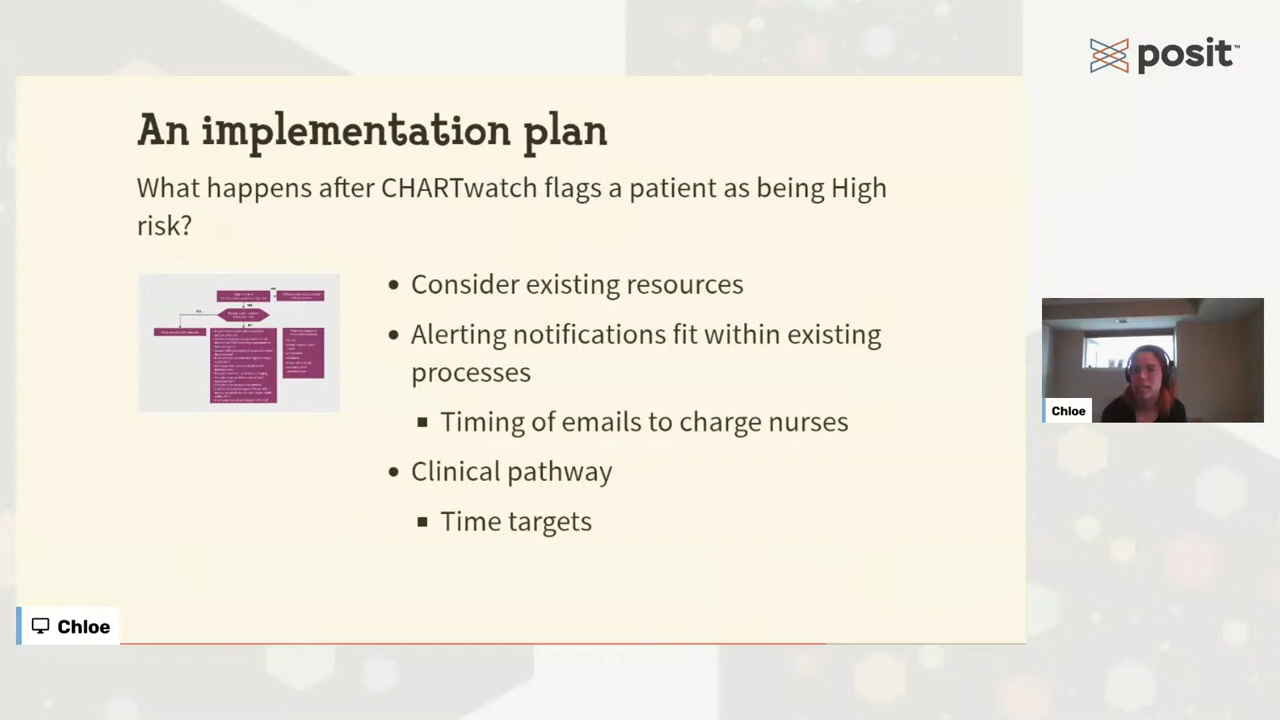 posit™
An implementation plan
What happens after CHARTwatch flags a patient as being High
risk?
• Consider existing resources
• Alerting notifications fit within existing
processes
▪ Timing of emails to charge nurses
• Clinical pathway
▪ Time targets
Chloe
Chloe